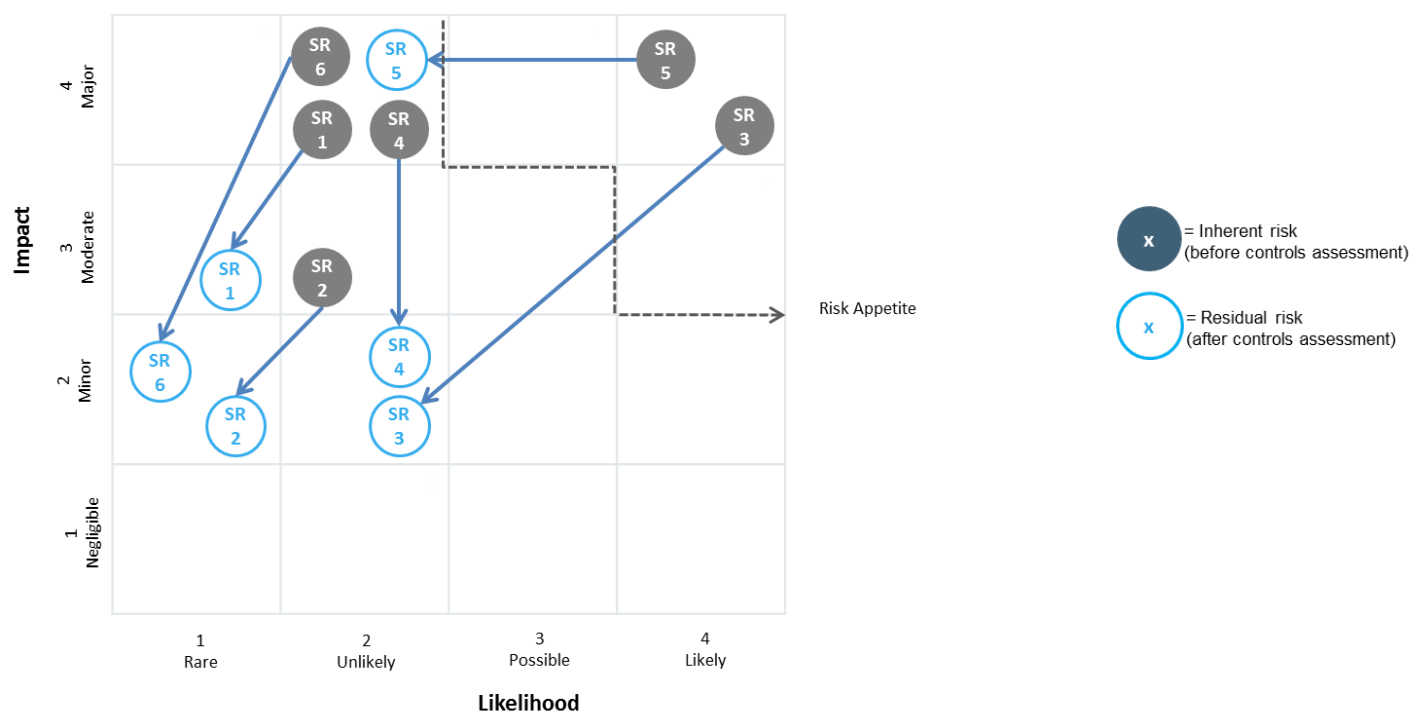 SR
6
SR
5
SR
5
4
Major
SR
1
SR
4
SR
3
Impact
3
Moderate
SR
1
SR
2
x
= Inherent risk
(before controls assessment)
Risk Appetite
x
= Residual risk
(after controls assessment)
2
Minor
SR
6
SR
4
SR
2
SR
3
1
Negligible
1
Rare
2
Unlikely
3
Possible
4
Likely
Likelihood